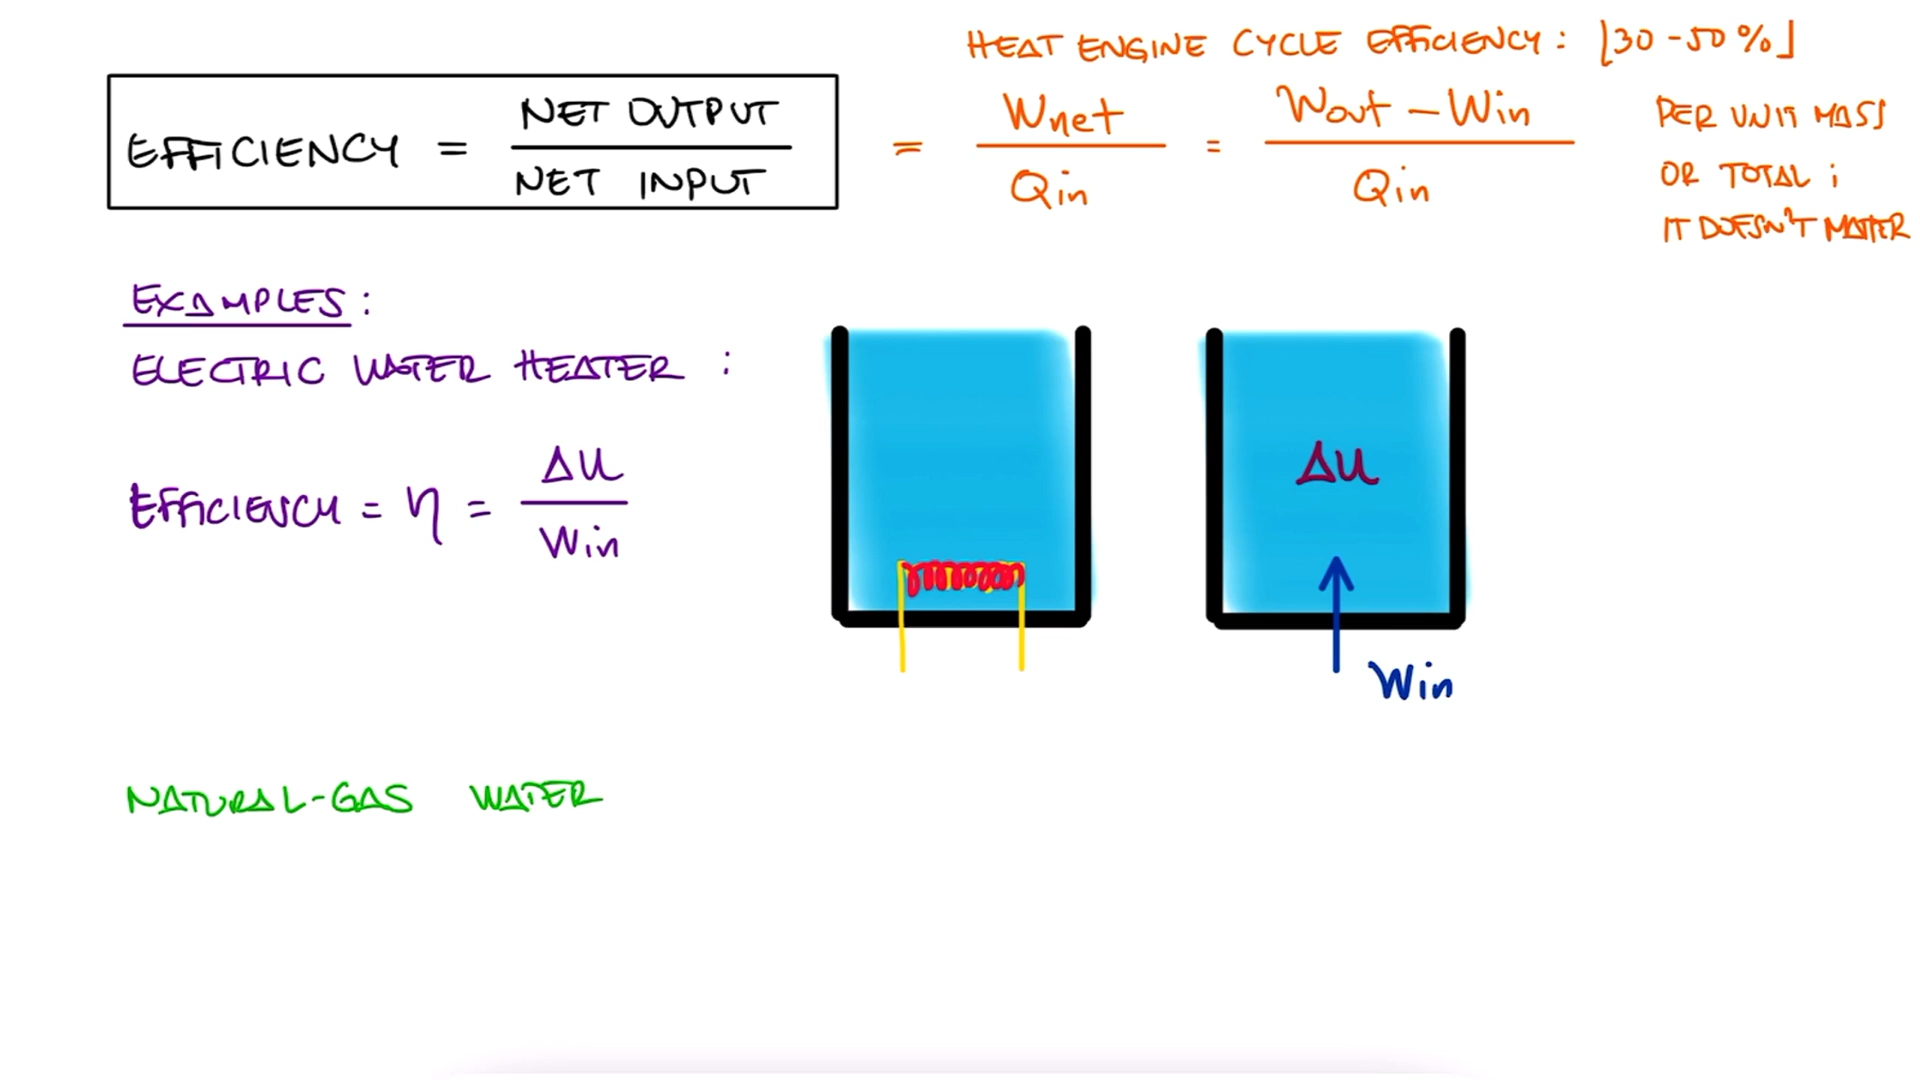 HEAT ENGINE CYCLE EFFICIENCY: [30-50%]
EFFICIENCY = NET OUTPUT / NET INPUT = Wnet / Qin = Wout - Win / Qin
PER UNIT MASS
OR TOTAL ;
IT DOESN'T MATTER
EXAMPLES:
ELECTRIC WATER HEATER :
EFFICIENCY = η = ΔU / Win
ΔU
Win
NATURAL-GAS WATER